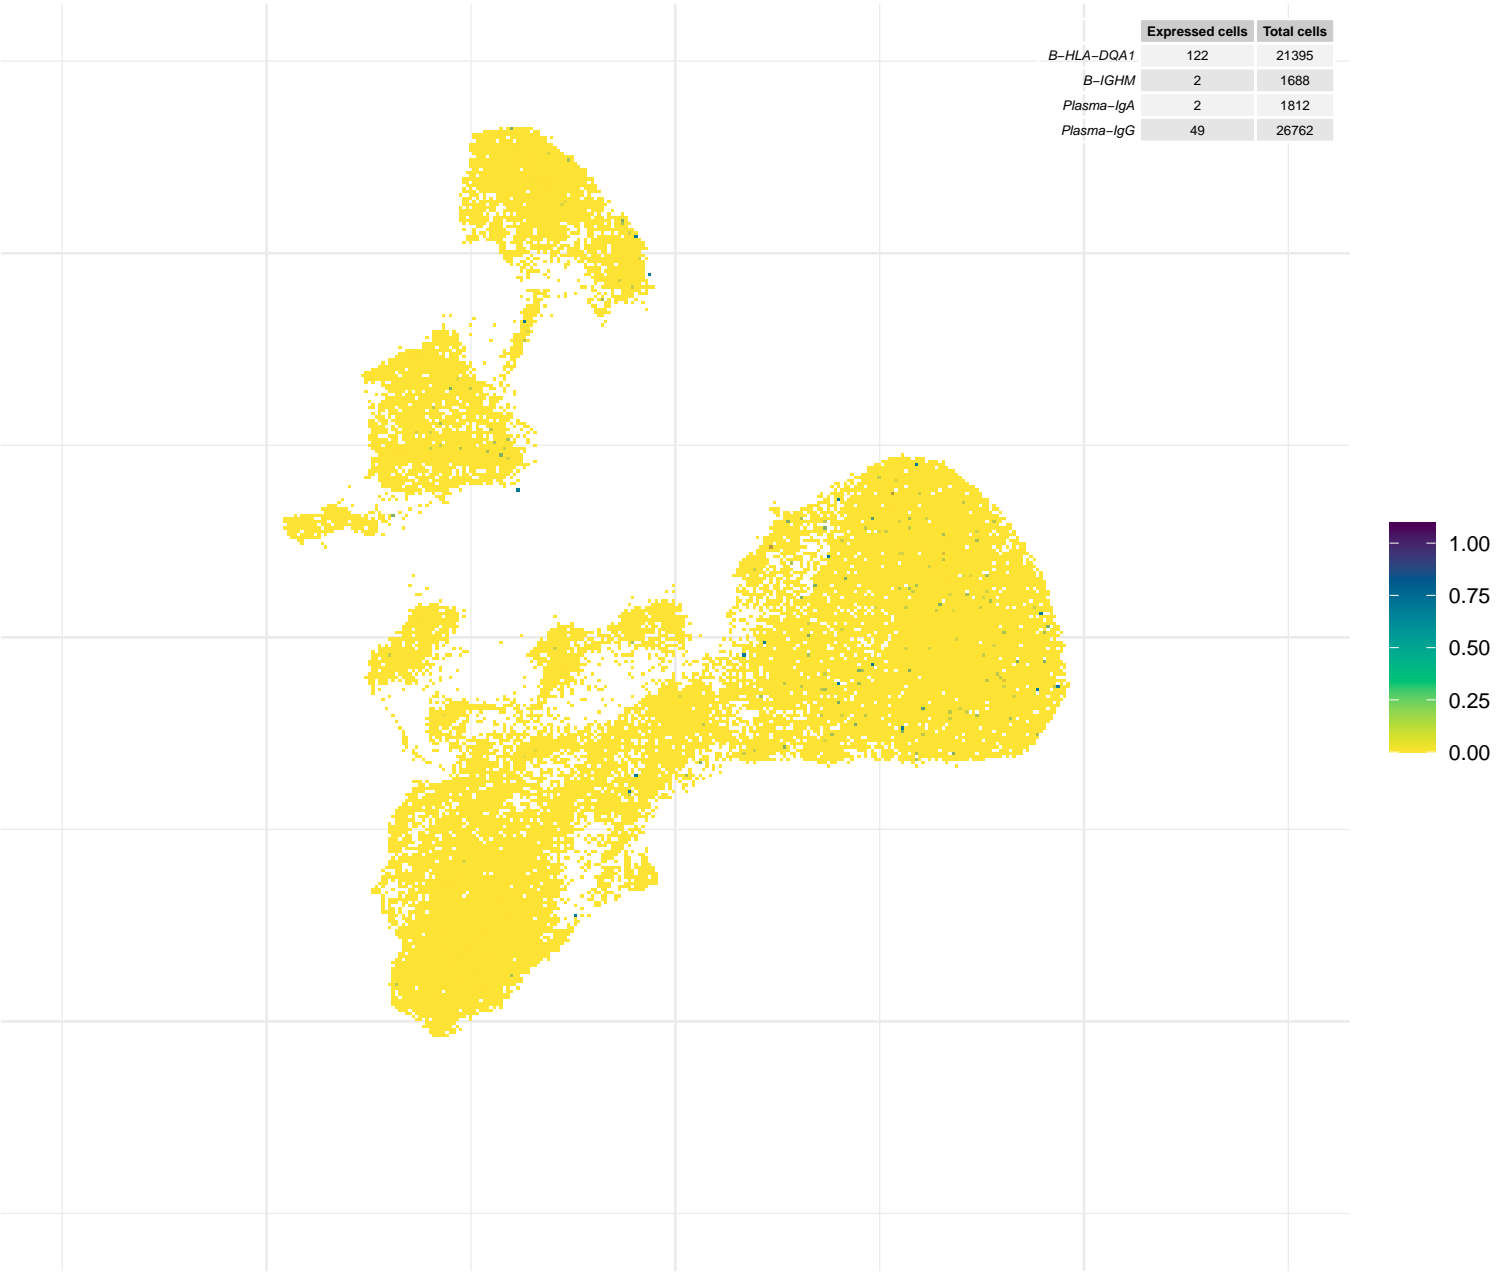 Expressed cells Total cells
B−HLA−DQA1 122 21395
B−IGHM 2 1688
Plasma−IgA 2 1812
Plasma−IgG 49 26762
1.00
0.75
0.50
0.25
0.00